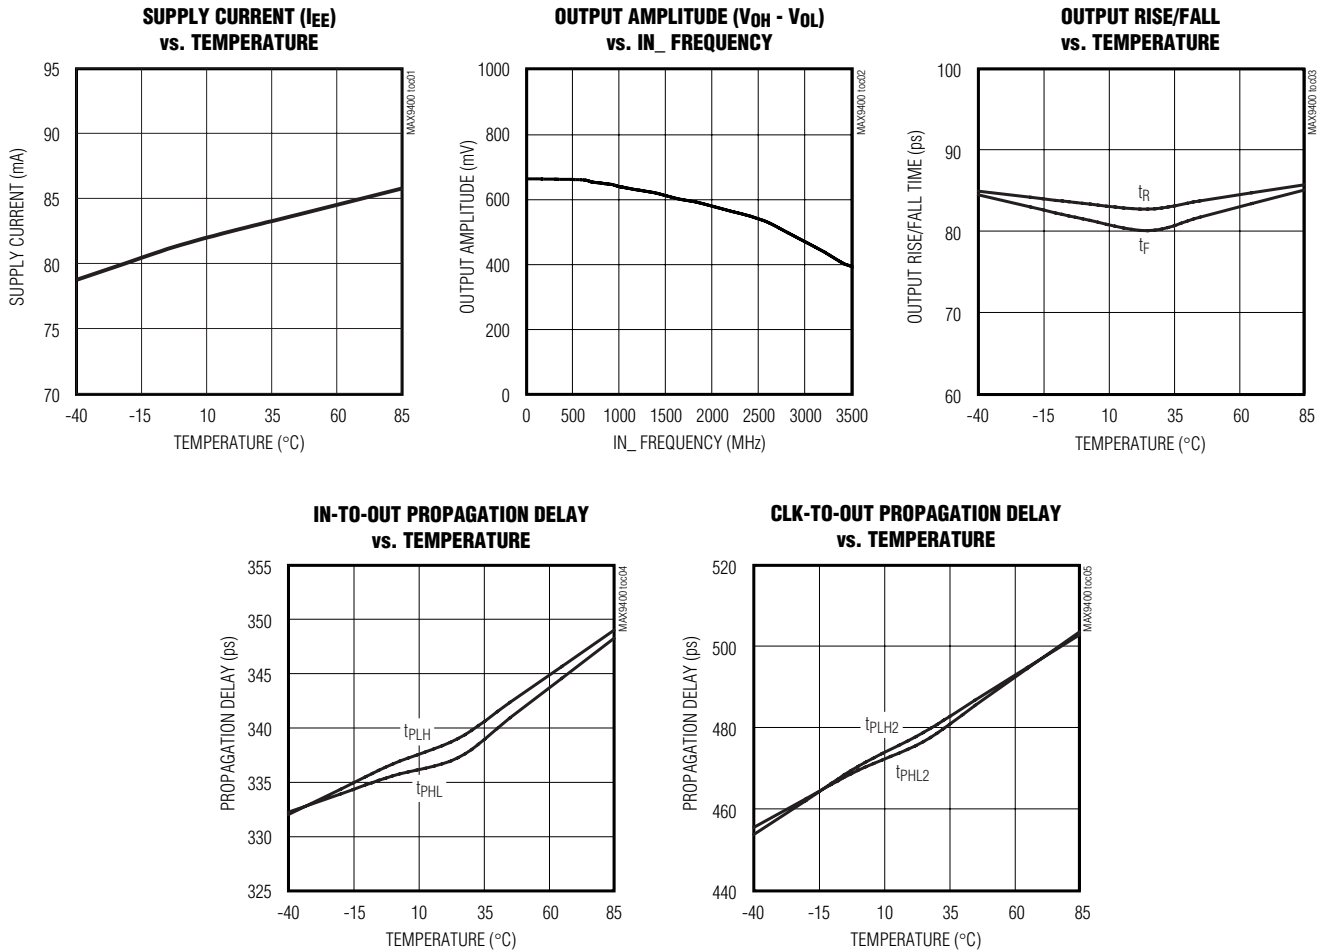 SUPPLY CURRENT (IEE)
vs. TEMPERATURE
95
90
85
80
75
70
SUPPLY CURRENT (mA)
-40 -15 10 35 60 85
TEMPERATURE (°C)
MAX9400 toc01
OUTPUT AMPLITUDE (VOH - VOL)
vs. IN_ FREQUENCY
1000
800
600
400
200
0
OUTPUT AMPLITUDE (mV)
0 500 1000 1500 2000 2500 3000 3500
IN_ FREQUENCY (MHz)
MAX9400 toc02
OUTPUT RISE/FALL
vs. TEMPERATURE
100
90
80
70
60
OUTPUT RISE/FALL TIME (ps)
tR
tF
-40 -15 10 35 60 85
TEMPERATURE (°C)
MAX9400 toc03
IN-TO-OUT PROPAGATION DELAY
vs. TEMPERATURE
355
350
345
340
335
330
325
PROPAGATION DELAY (ps)
tPLH
tPHL
-40 -15 10 35 60 85
TEMPERATURE (°C)
MAX9400 toc04
CLK-TO-OUT PROPAGATION DELAY
vs. TEMPERATURE
520
500
480
460
440
PROPAGATION DELAY (ps)
tPLH2
tPHL2
-40 -15 10 35 60 85
TEMPERATURE (°C)
MAX9400 toc05